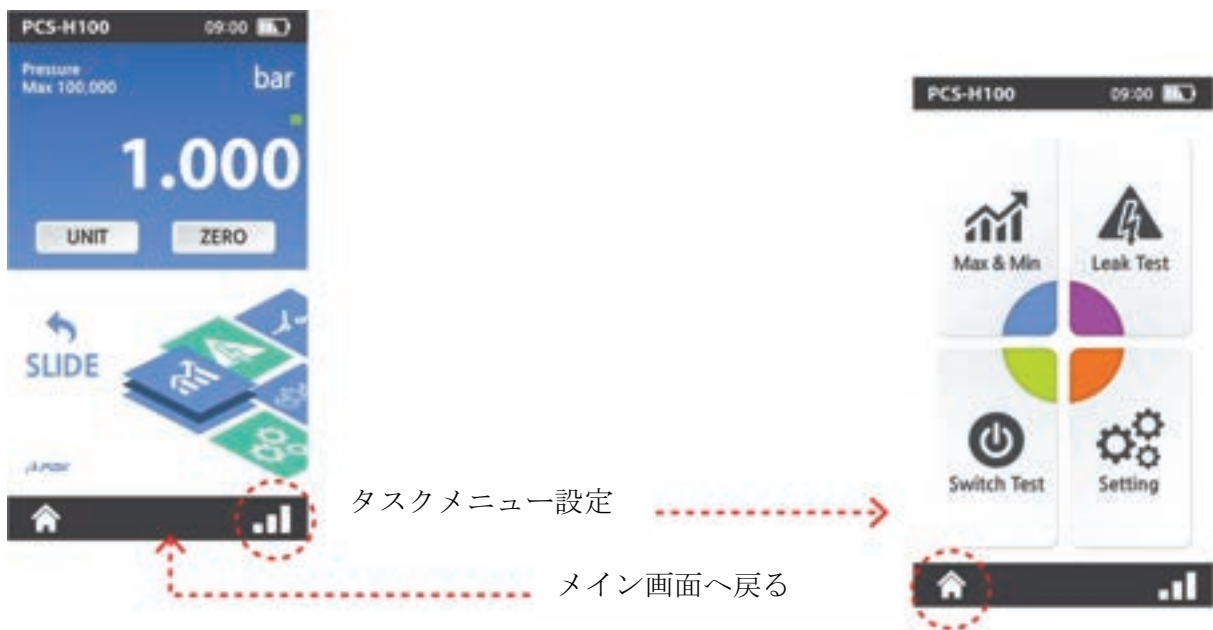 PCS-H100 09:00
Pressure
Max 100,000
bar
1.000
UNIT ZERO
SLIDE
タスクメニュー設定
メイン画面へ戻る
PCS-H100 09:00
Max & Min Leak Test
Switch Test Setting